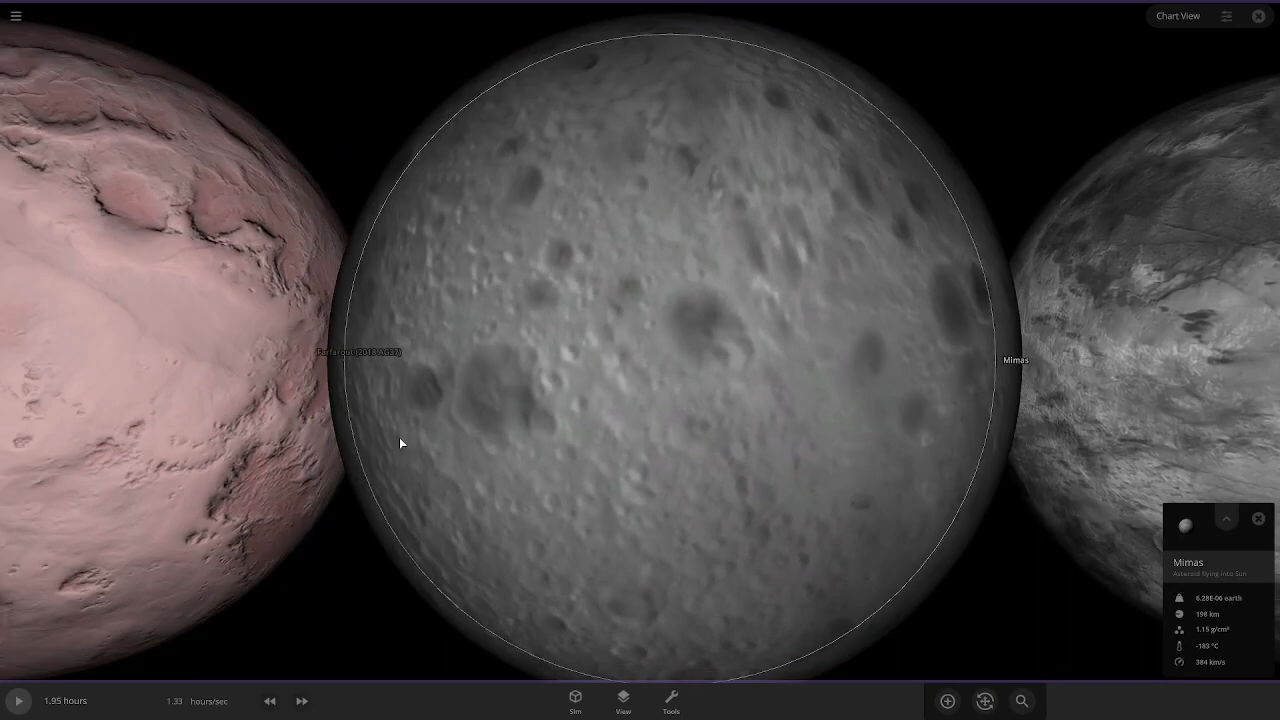 Chart View
Farfarout (2018 AG37)
Mimas
Mimas
Asteroid flying into Sun
6.28E-06 earth
198 km
1.15 g/cm³
-183 °C
384 km/s
1.95 hours
1.33 hours/sec
Sim
View
Tools